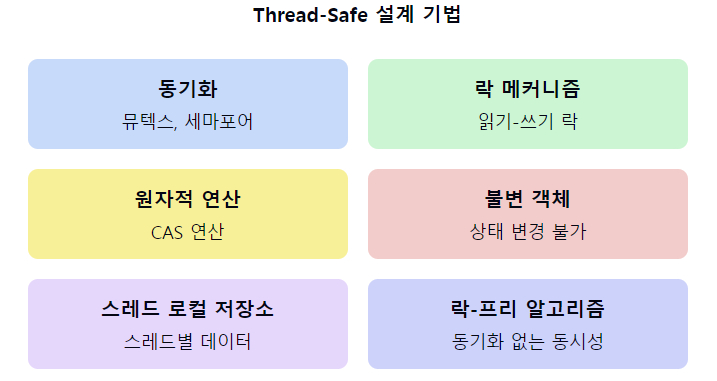 Thread-Safe 설계 기법
동기화
뮤텍스, 세마포어
락 메커니즘
읽기-쓰기 락
원자적 연산
CAS 연산
불변 객체
상태 변경 불가
스레드 로컬 저장소
스레드별 데이터
락-프리 알고리즘
동기화 없는 동시성